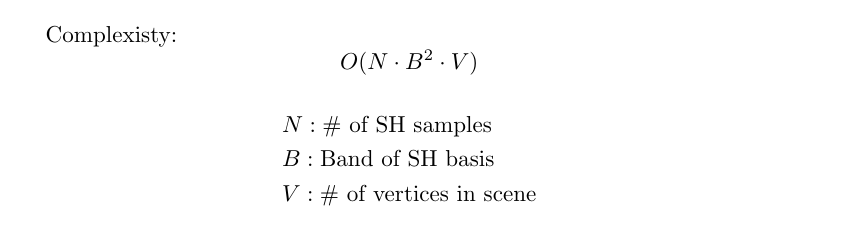 Complexisty:
O(N · B² · V)
N : # of SH samples
B : Band of SH basis
V : # of vertices in scene